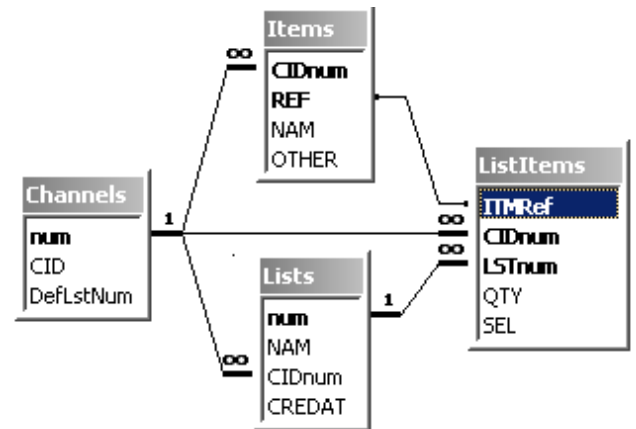 Items
∞
CIDnum
REF
NAM
OTHER
ListItems
ITMRef
CIDnum
LSTnum
QTY
SEL
Channels
num
CID
DefLstNum
1
∞
∞
Lists
num
NAM
CIDnum
CREDAT
1
∞